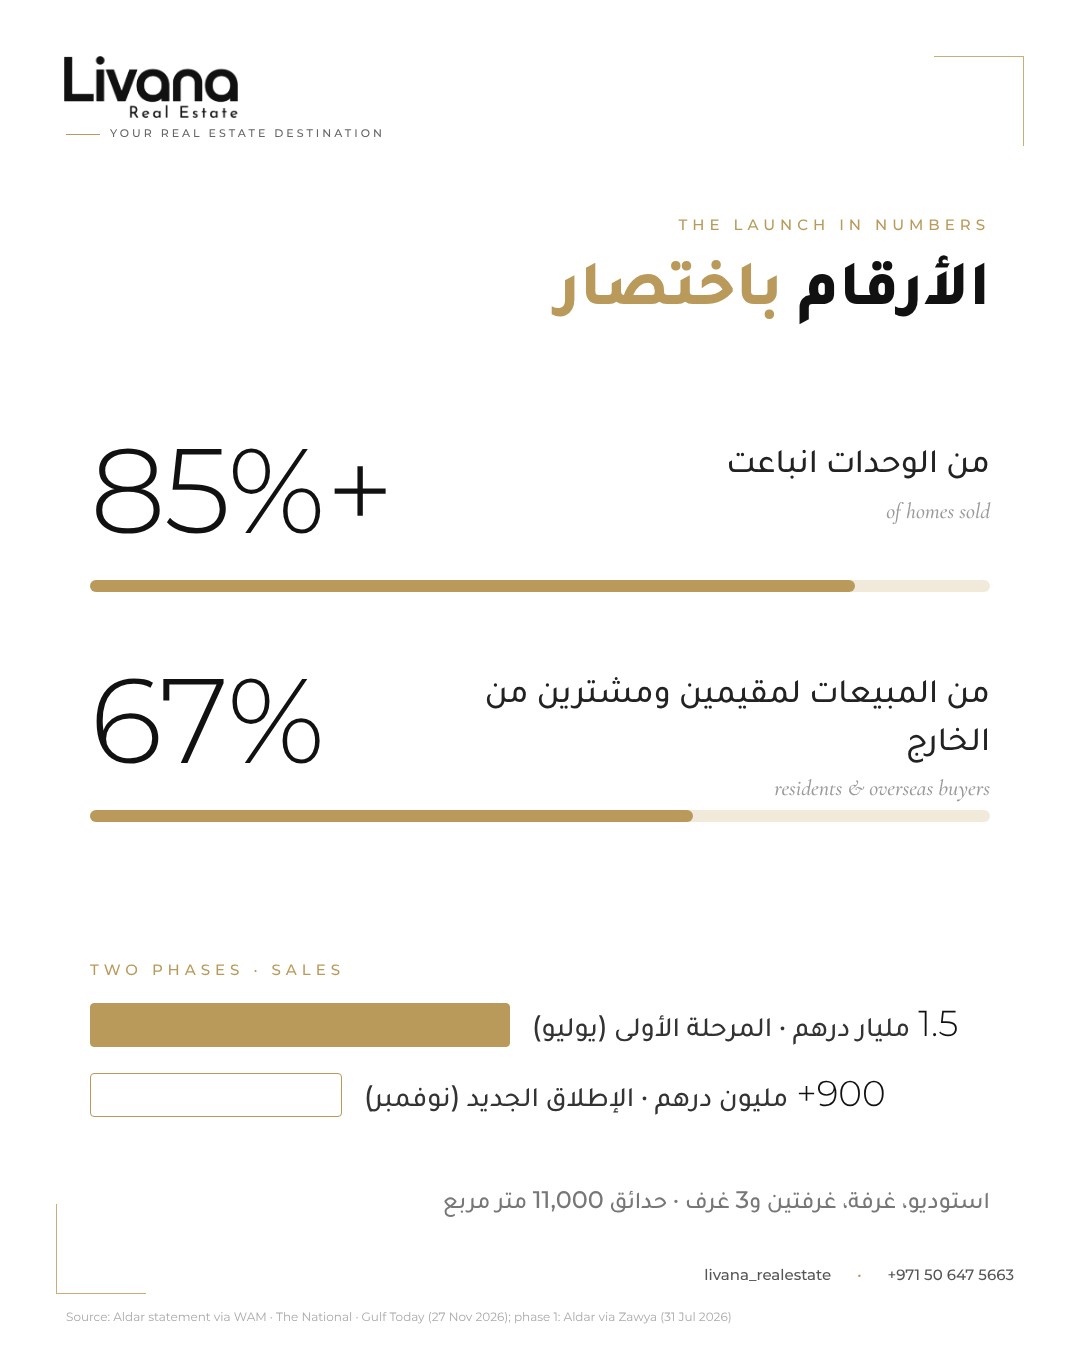 Livana
Real Estate
YOUR REAL ESTATE DESTINATION
THE LAUNCH IN NUMBERS
الأرقام باختصار
85%+
من الوحدات انباعت
of homes sold
67%
من المبيعات لمقيمين ومشترين من
الخارج
residents & overseas buyers
TWO PHASES · SALES
1.5 مليار درهم · المرحلة الأولى (يوليو)
900+ مليون درهم · الإطلاق الجديد (نوفمبر)
استوديو، غرفة، غرفتين و3 غرف · حدائق 11,000 متر مربع
livana_realestate · +971 50 647 5663
Source: Aldar statement via WAM · The National · Gulf Today (27 Nov 2026); phase 1: Aldar via Zawya (31 Jul 2026)